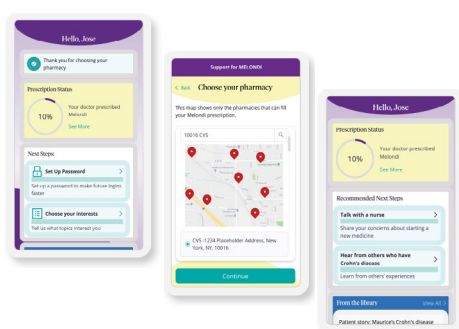 Hello, Jose
Thank you for choosing your
pharmacy
Prescription Status
10%
Your doctor prescribed
Melondi
See More
Next Steps:
Set Up Password
Set up a password to make future logins
faster
Choose your interests
Tell us what topics interest you
Support for MELONDI
< Back
Choose your pharmacy
This map shows only the pharmacies that can fill
your Melondi prescription.
10016 CVS
CVS -1234 Placeholder Address, New
York, NY, 10016
Continue
Hello, Jose
Prescription Status
10%
Your doctor prescribed
Melondi
See More
Recommended Next Steps
Talk with a nurse
Share your concerns about starting a
new medicine
Hear from others who have
Crohn's disease
Learn from others' experiences
From the library
View All >
Patient story: Maurice's Crohn's disease